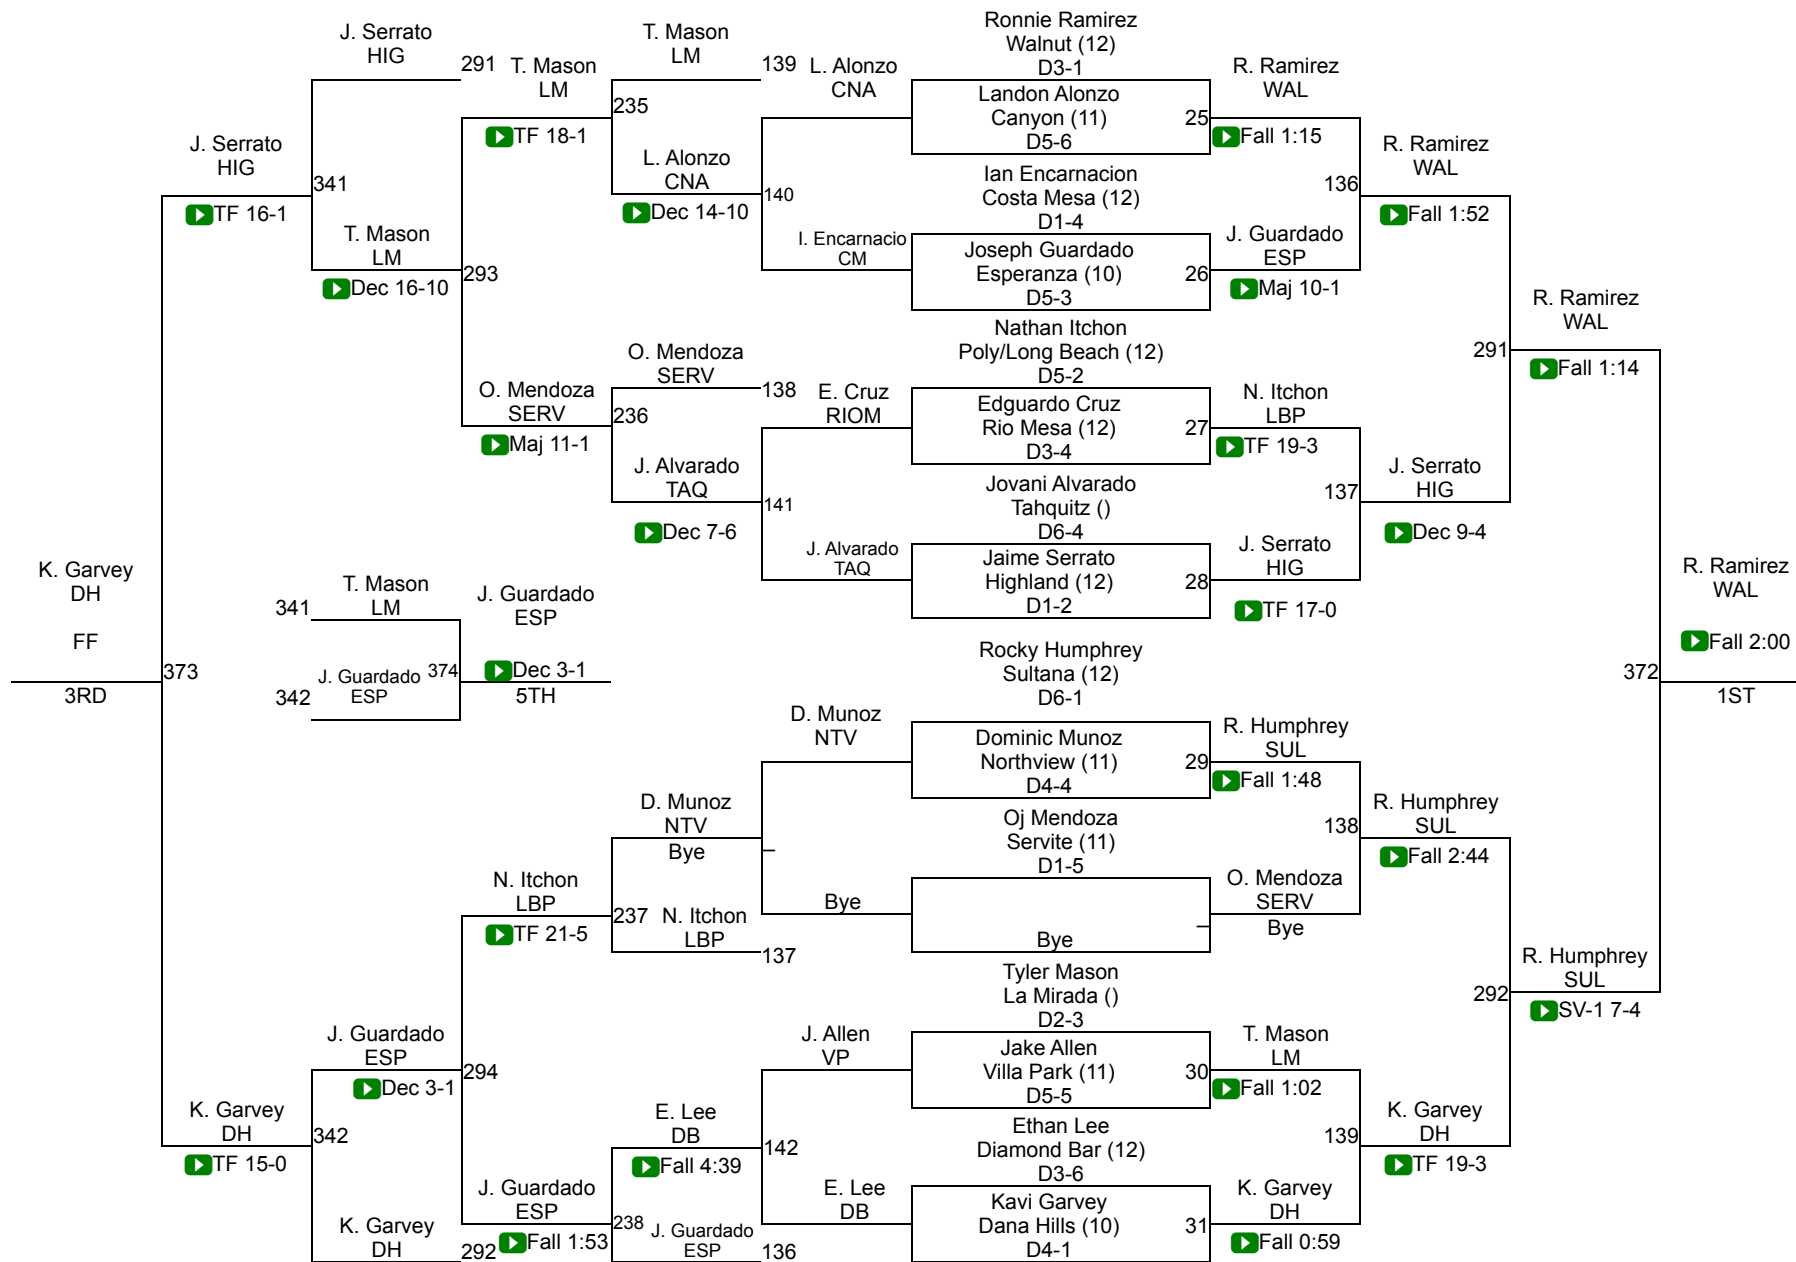 J. Serrato
HIG
291
T. Mason
LM
T. Mason
LM
139
L. Alonzo
CNA
Ronnie Ramirez
Walnut (12)
D3-1
Landon Alonzo
Canyon (11)
D5-6
25
R. Ramirez
WAL
Fall 1:15
235
TF 18-1
J. Serrato
HIG
341
TF 16-1
L. Alonzo
CNA
Dec 14-10
140
Ian Encarnacion
Costa Mesa (12)
D1-4
136
R. Ramirez
WAL
Fall 1:52
T. Mason
LM
Dec 16-10
293
I. Encarnacio
CM
Joseph Guardado
Esperanza (10)
D5-3
26
J. Guardado
ESP
Maj 10-1
R. Ramirez
WAL
Fall 1:14
291
Nathan Itchon
Poly/Long Beach (12)
D5-2
O. Mendoza
SERV
138
O. Mendoza
SERV
236
Maj 11-1
E. Cruz
RIOM
Edguardo Cruz
Rio Mesa (12)
D3-4
27
N. Itchon
LBP
TF 19-3
J. Alvarado
TAQ
Dec 7-6
141
Jovani Alvarado
Tahquitz ()
D6-4
137
J. Serrato
HIG
Dec 9-4
J. Alvarado
TAQ
Jaime Serrato
Highland (12)
D1-2
28
J. Serrato
HIG
TF 17-0
K. Garvey
DH
FF
3RD
373
341
T. Mason
LM
342
J. Guardado
ESP
374
J. Guardado
ESP
Dec 3-1
5TH
R. Ramirez
WAL
Fall 2:00
372
1ST
Rocky Humphrey
Sultana (12)
D6-1
D. Munoz
NTV
Dominic Munoz
Northview (11)
D4-4
29
R. Humphrey
SUL
Fall 1:48
D. Munoz
NTV
Bye
Oj Mendoza
Servite (11)
D1-5
138
R. Humphrey
SUL
Fall 2:44
N. Itchon
LBP
TF 21-5
237
N. Itchon
LBP
137
Bye
Bye
O. Mendoza
SERV
Bye
R. Humphrey
SUL
SV-1 7-4
292
Tyler Mason
La Mirada ()
D2-3
J. Guardado
ESP
Dec 3-1
294
J. Allen
VP
Jake Allen
Villa Park (11)
D5-5
30
T. Mason
LM
Fall 1:02
K. Garvey
DH
TF 15-0
342
E. Lee
DB
Fall 4:39
142
Ethan Lee
Diamond Bar (12)
D3-6
139
K. Garvey
DH
TF 19-3
J. Guardado
ESP
Fall 1:53
238
E. Lee
DB
Kavi Garvey
Dana Hills (10)
D4-1
31
K. Garvey
DH
Fall 0:59
K. Garvey
DH
292
J. Guardado
ESP
136